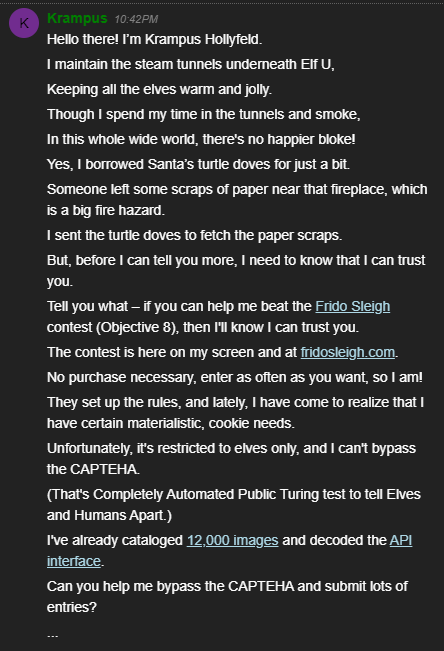 K
Krampus 10:42PM
Hello there! I’m Krampus Hollyfeld.
I maintain the steam tunnels underneath Elf U,
Keeping all the elves warm and jolly.
Though I spend my time in the tunnels and smoke,
In this whole wide world, there's no happier bloke!
Yes, I borrowed Santa’s turtle doves for just a bit.
Someone left some scraps of paper near that fireplace, which
is a big fire hazard.
I sent the turtle doves to fetch the paper scraps.
But, before I can tell you more, I need to know that I can trust
you.
Tell you what – if you can help me beat the Frido Sleigh
contest (Objective 8), then I'll know I can trust you.
The contest is here on my screen and at fridosleigh.com.
No purchase necessary, enter as often as you want, so I am!
They set up the rules, and lately, I have come to realize that I
have certain materialistic, cookie needs.
Unfortunately, it's restricted to elves only, and I can't bypass
the CAPTEHA.
(That's Completely Automated Public Turing test to tell Elves
and Humans Apart.)
I've already cataloged 12,000 images and decoded the API
interface.
Can you help me bypass the CAPTEHA and submit lots of
entries?
...